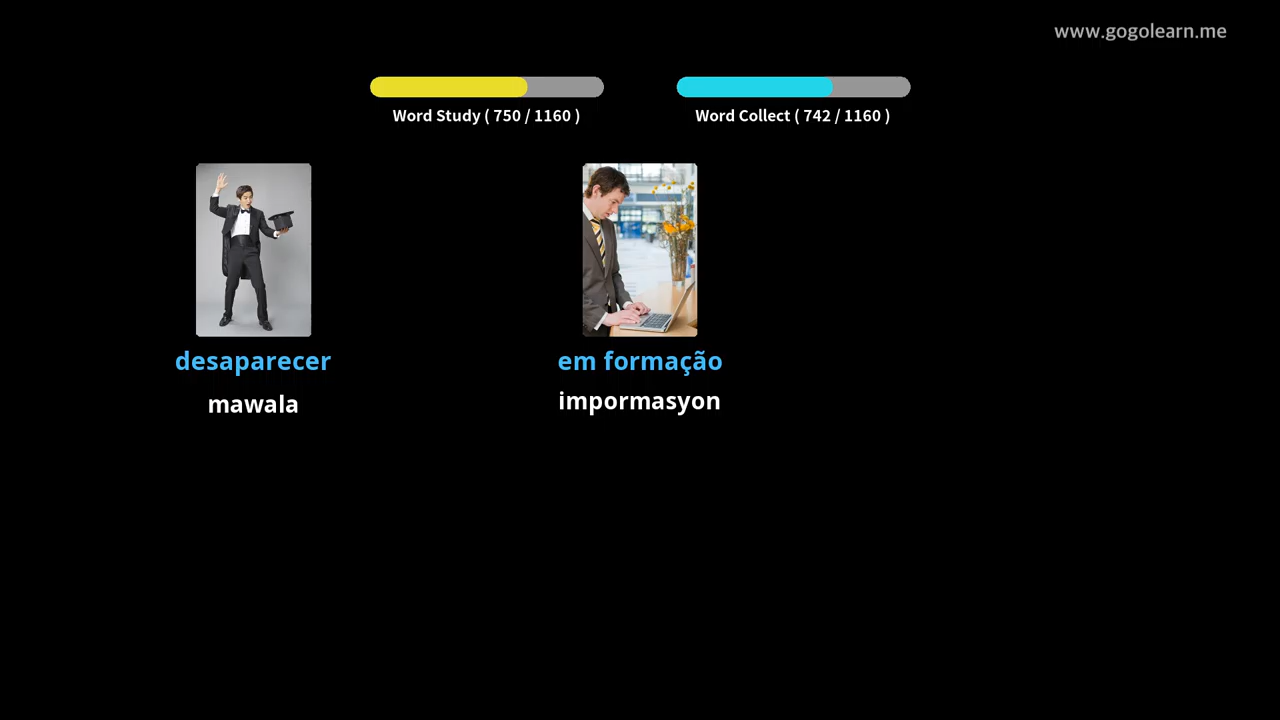 www.gogolearn.me
Word Study ( 750 / 1160 )
Word Collect ( 742 / 1160 )
desaparecer
mawala
em formação
impormasyon